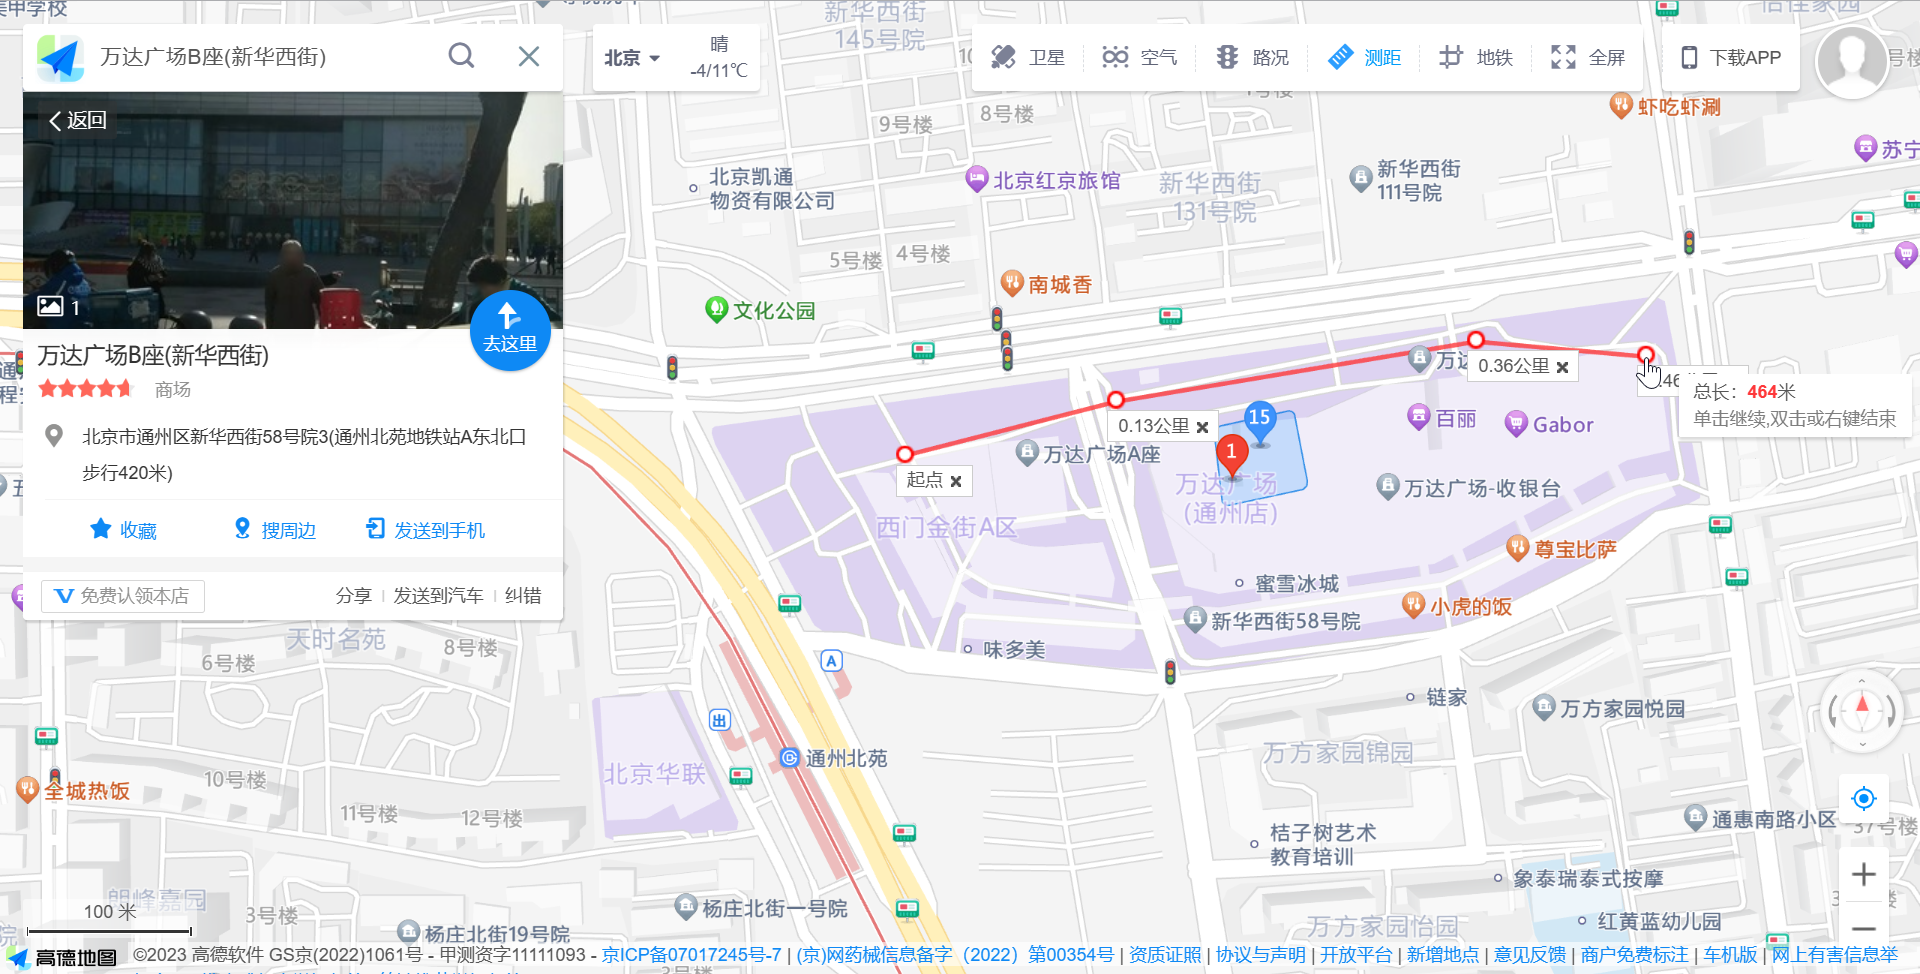 万达广场B座(新华西街)
北京
晴
-4/11℃
卫星
空气
路况
测距
地铁
全屏
下载APP
返回
1
去这里
万达广场B座(新华西街)
商场
北京市通州区新华西街58号院3(通州北苑地铁站A东北口
步行420米)
收藏
搜周边
发送到手机
免费认领本店
分享
发送到汽车
纠错
新华西街
145号院
9号楼
8号楼
虾吃虾涮
苏宁
北京凯通
物资有限公司
北京红京旅馆
新华西街
131号院
新华西街
111号院
5号楼
4号楼
南城香
文化公园
0.36公里
总长：464米
单击继续,双击或右键结束
0.13公里
15
1
百丽
Gabor
万达广场A座
起点
万达广场
(通州店)
万达广场-收银台
西门金街A区
尊宝比萨
蜜雪冰城
小虎的饭
新华西街58号院
味多美
天时名苑
8号楼
6号楼
A
出
链家
万方家园悦园
通州北苑
万方家园锦园
北京华联
10号楼
全城热饭
11号楼
12号楼
通惠南路小区
37号楼
桔子树艺术
教育培训
象泰瑞泰式按摩
朗峰嘉园
3号楼
杨庄北街一号院
万方家园怡园
红黄蓝幼儿园
杨庄北街19号院
100 米
高德地图
©2023 高德软件 GS京(2022)1061号 - 甲测资字11111093 - 京ICP备07017245号-7 | (京)网药械信息备字（2022）第00354号 | 资质证照 | 协议与声明 | 开放平台 | 新增地点 | 意见反馈 | 商户免费标注 | 车机版 | 网上有害信息举